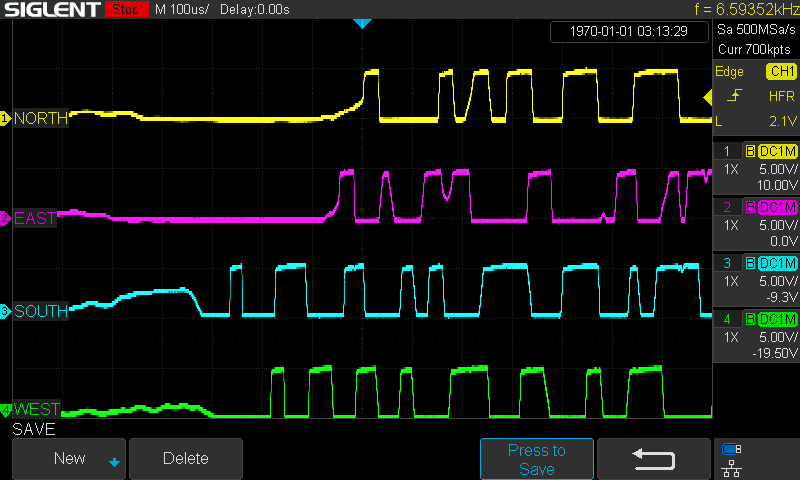 SIGLENT Stop M 100us/ Delay:0.00s f = 6.59352kHz
1970-01-01 03:13:29
Sa 500MSa/s
Curr 700kpts
Edge CH1
HFR
L 2.1V
1 NORTH
1 B DC1M
1X 5.00V/
10.00V
2 EAST
2 B DC1M
1X 5.00V/
0.0V
3 SOUTH
3 B DC1M
1X 5.00V/
-9.3V
4 WEST
4 B DC1M
1X 5.00V/
-19.50V
SAVE
New
Delete
Press to
Save